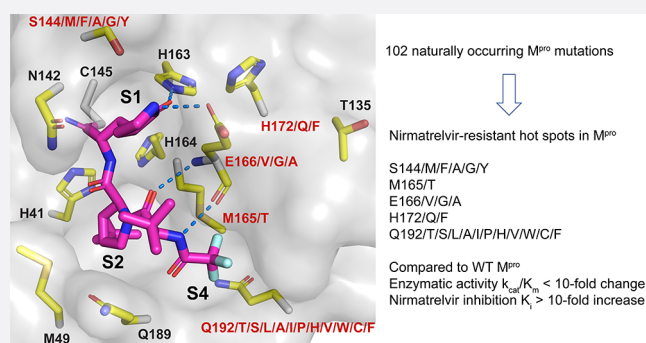 S144/M/F/A/G/Y
H163
N142
C145
S1
T135
H172/Q/F
H164
E166/V/G/A
H41
M165/T
S2
S4
M49
Q189
Q192/T/S/L/A/I/P/H/V/W/C/F
102 naturally occurring Mᵖʳᵒ mutations
Nirmatrelvir-resistant hot spots in Mᵖʳᵒ
S144/M/F/A/G/Y
M165/T
E166/V/G/A
H172/Q/F
Q192/T/S/L/A/I/P/H/V/W/C/F
Compared to WT Mᵖʳᵒ
Enzymatic activity kcat/Km < 10-fold change
Nirmatrelvir inhibition Ki > 10-fold increase